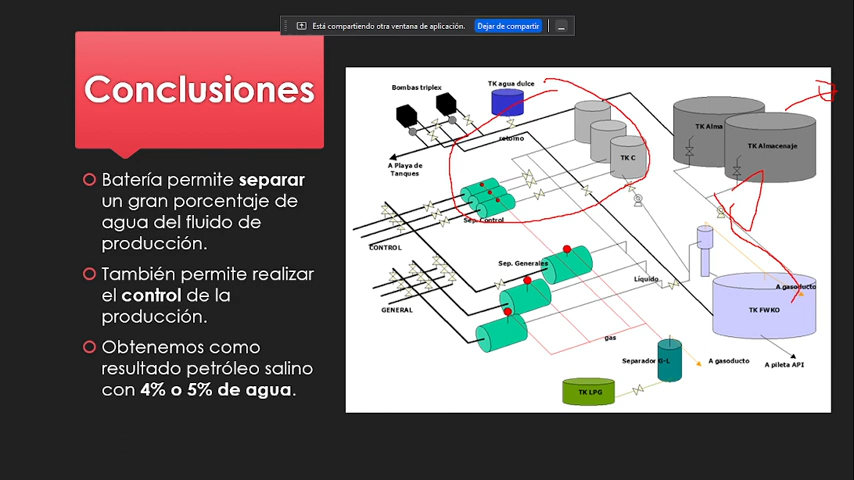 Está compartiendo otra ventana de aplicación. Dejar de compartir
Conclusiones
Batería permite separar
un gran porcentaje de
agua del fluido de
producción.
También permite realizar
el control de la
producción.
Obtenemos como
resultado petróleo salino
con 4% o 5% de agua.
Bombas triplex
TK agua dulce
retorno
A Playa de
Tanques
TK C
TK Alma
TK Almacenaje
Sep. Control
CONTROL
Sep. Generales
GENERAL
Líquido
A gasoducto
TK FWKO
gas
Separador G-L
A gasoducto
A pileta API
TK LPG